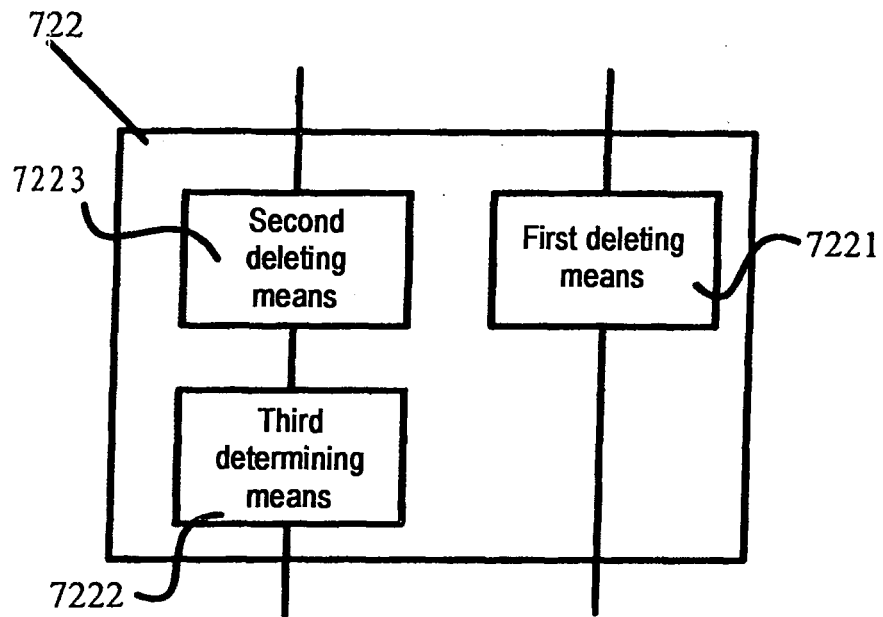 722
7223
Second
deleting
means
First deleting
means
7221
Third
determining
means
7222